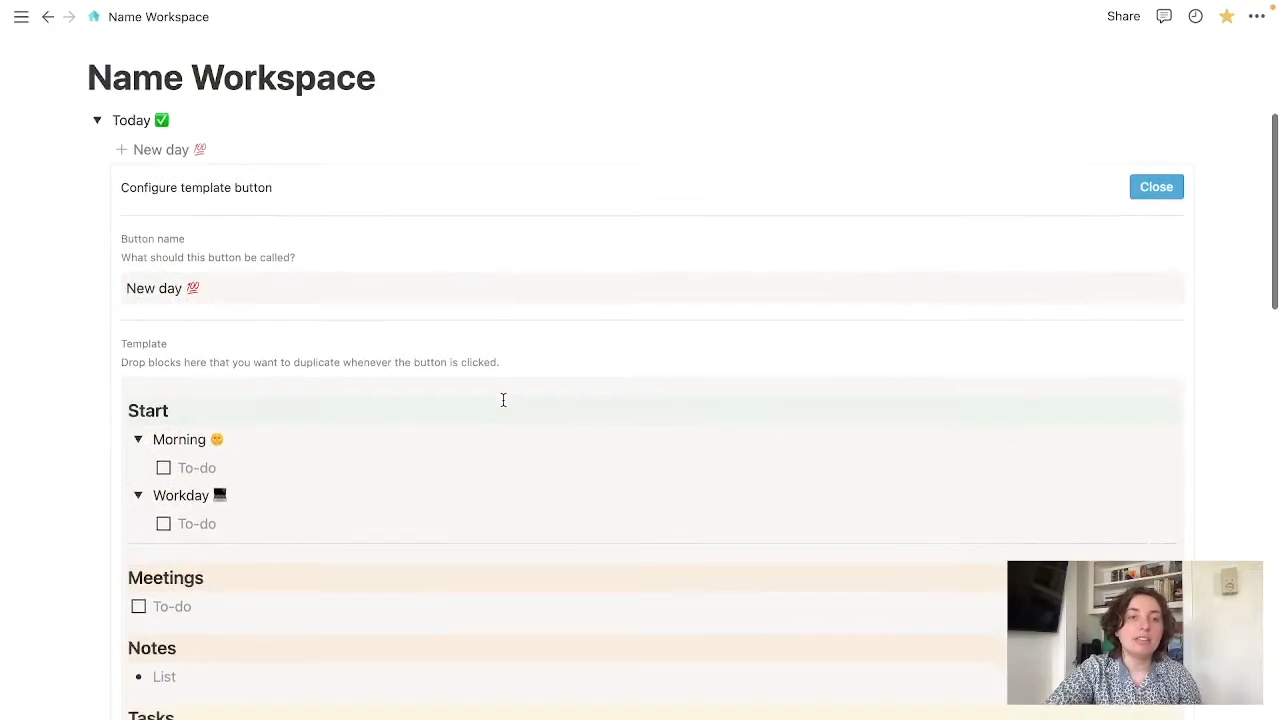 Name Workspace
Share
Name Workspace
Today ✅
New day 💯
Configure template button
Close
Button name
What should this button be called?
New day 💯
Template
Drop blocks here that you want to duplicate whenever the button is clicked.
Start
Morning 🌞
To-do
Workday 💻
To-do
Meetings
To-do
Notes
List
Tasks